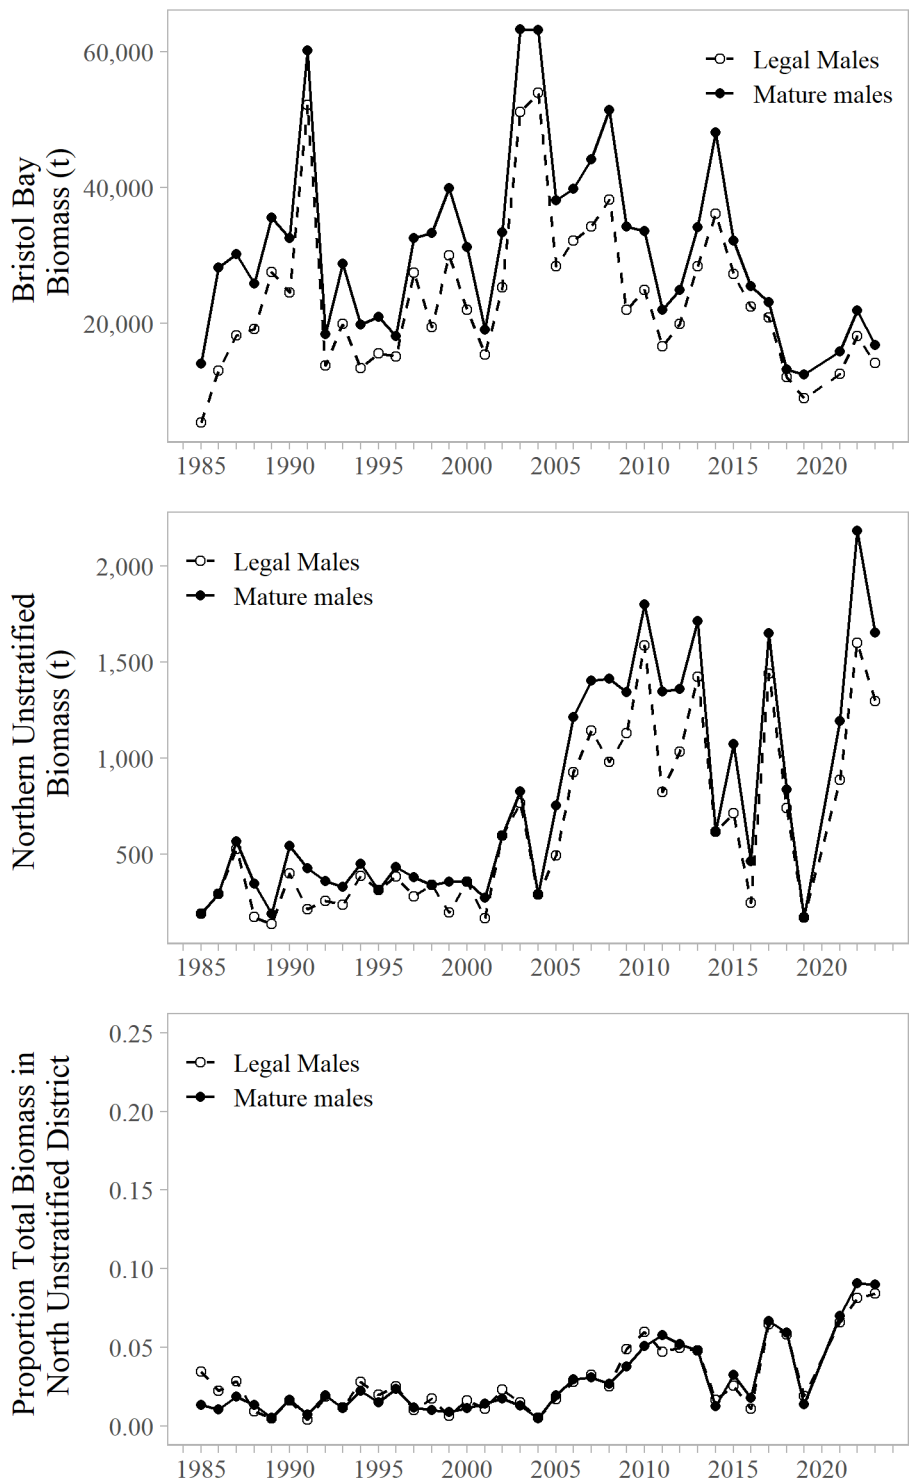 Bristol Bay
Biomass (t)
60,000
40,000
20,000
Legal Males
Mature males
1985 1990 1995 2000 2005 2010 2015 2020
Northern Unstratified
Biomass (t)
2,000
1,500
1,000
500
Legal Males
Mature males
1985 1990 1995 2000 2005 2010 2015 2020
Proportion Total Biomass in
North Unstratified District
0.25
0.20
0.15
0.10
0.05
0.00
Legal Males
Mature males
1985 1990 1995 2000 2005 2010 2015 2020